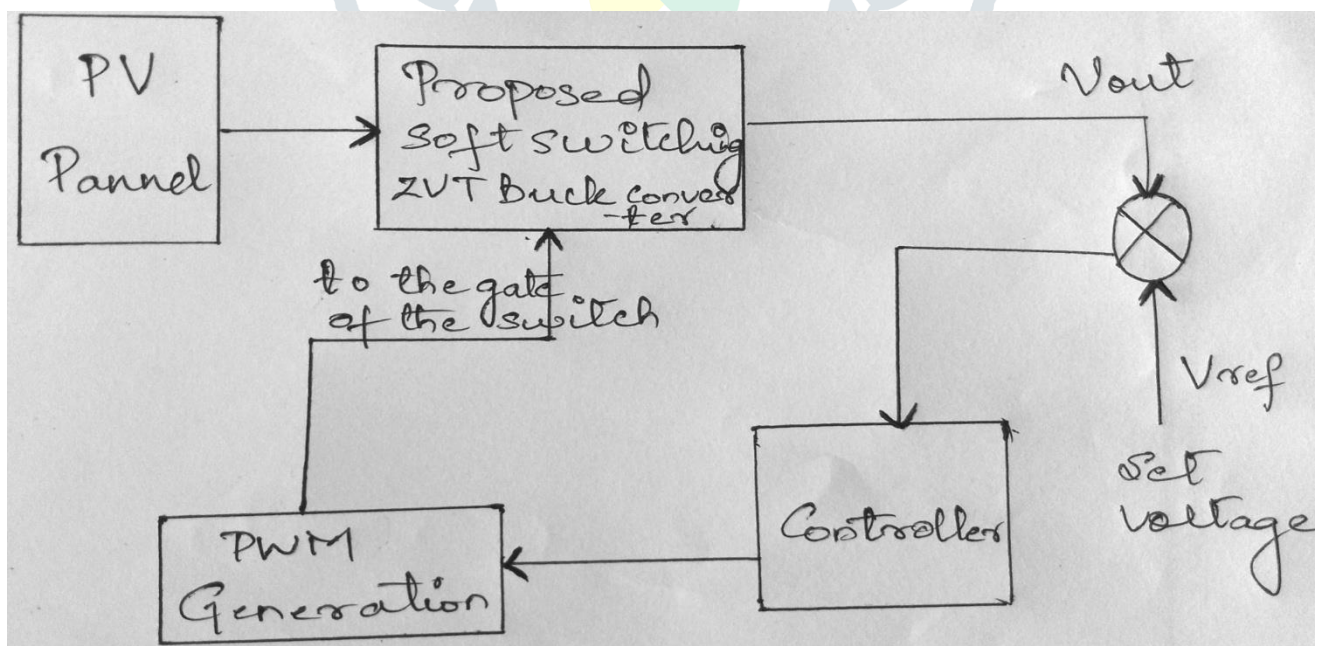 PV
Pannel
Proposed
soft switching
ZVT Buck conver
-ter
Vout
to the gate
of the switch
Vref
Set
voltage
Controller
PWM
Generation